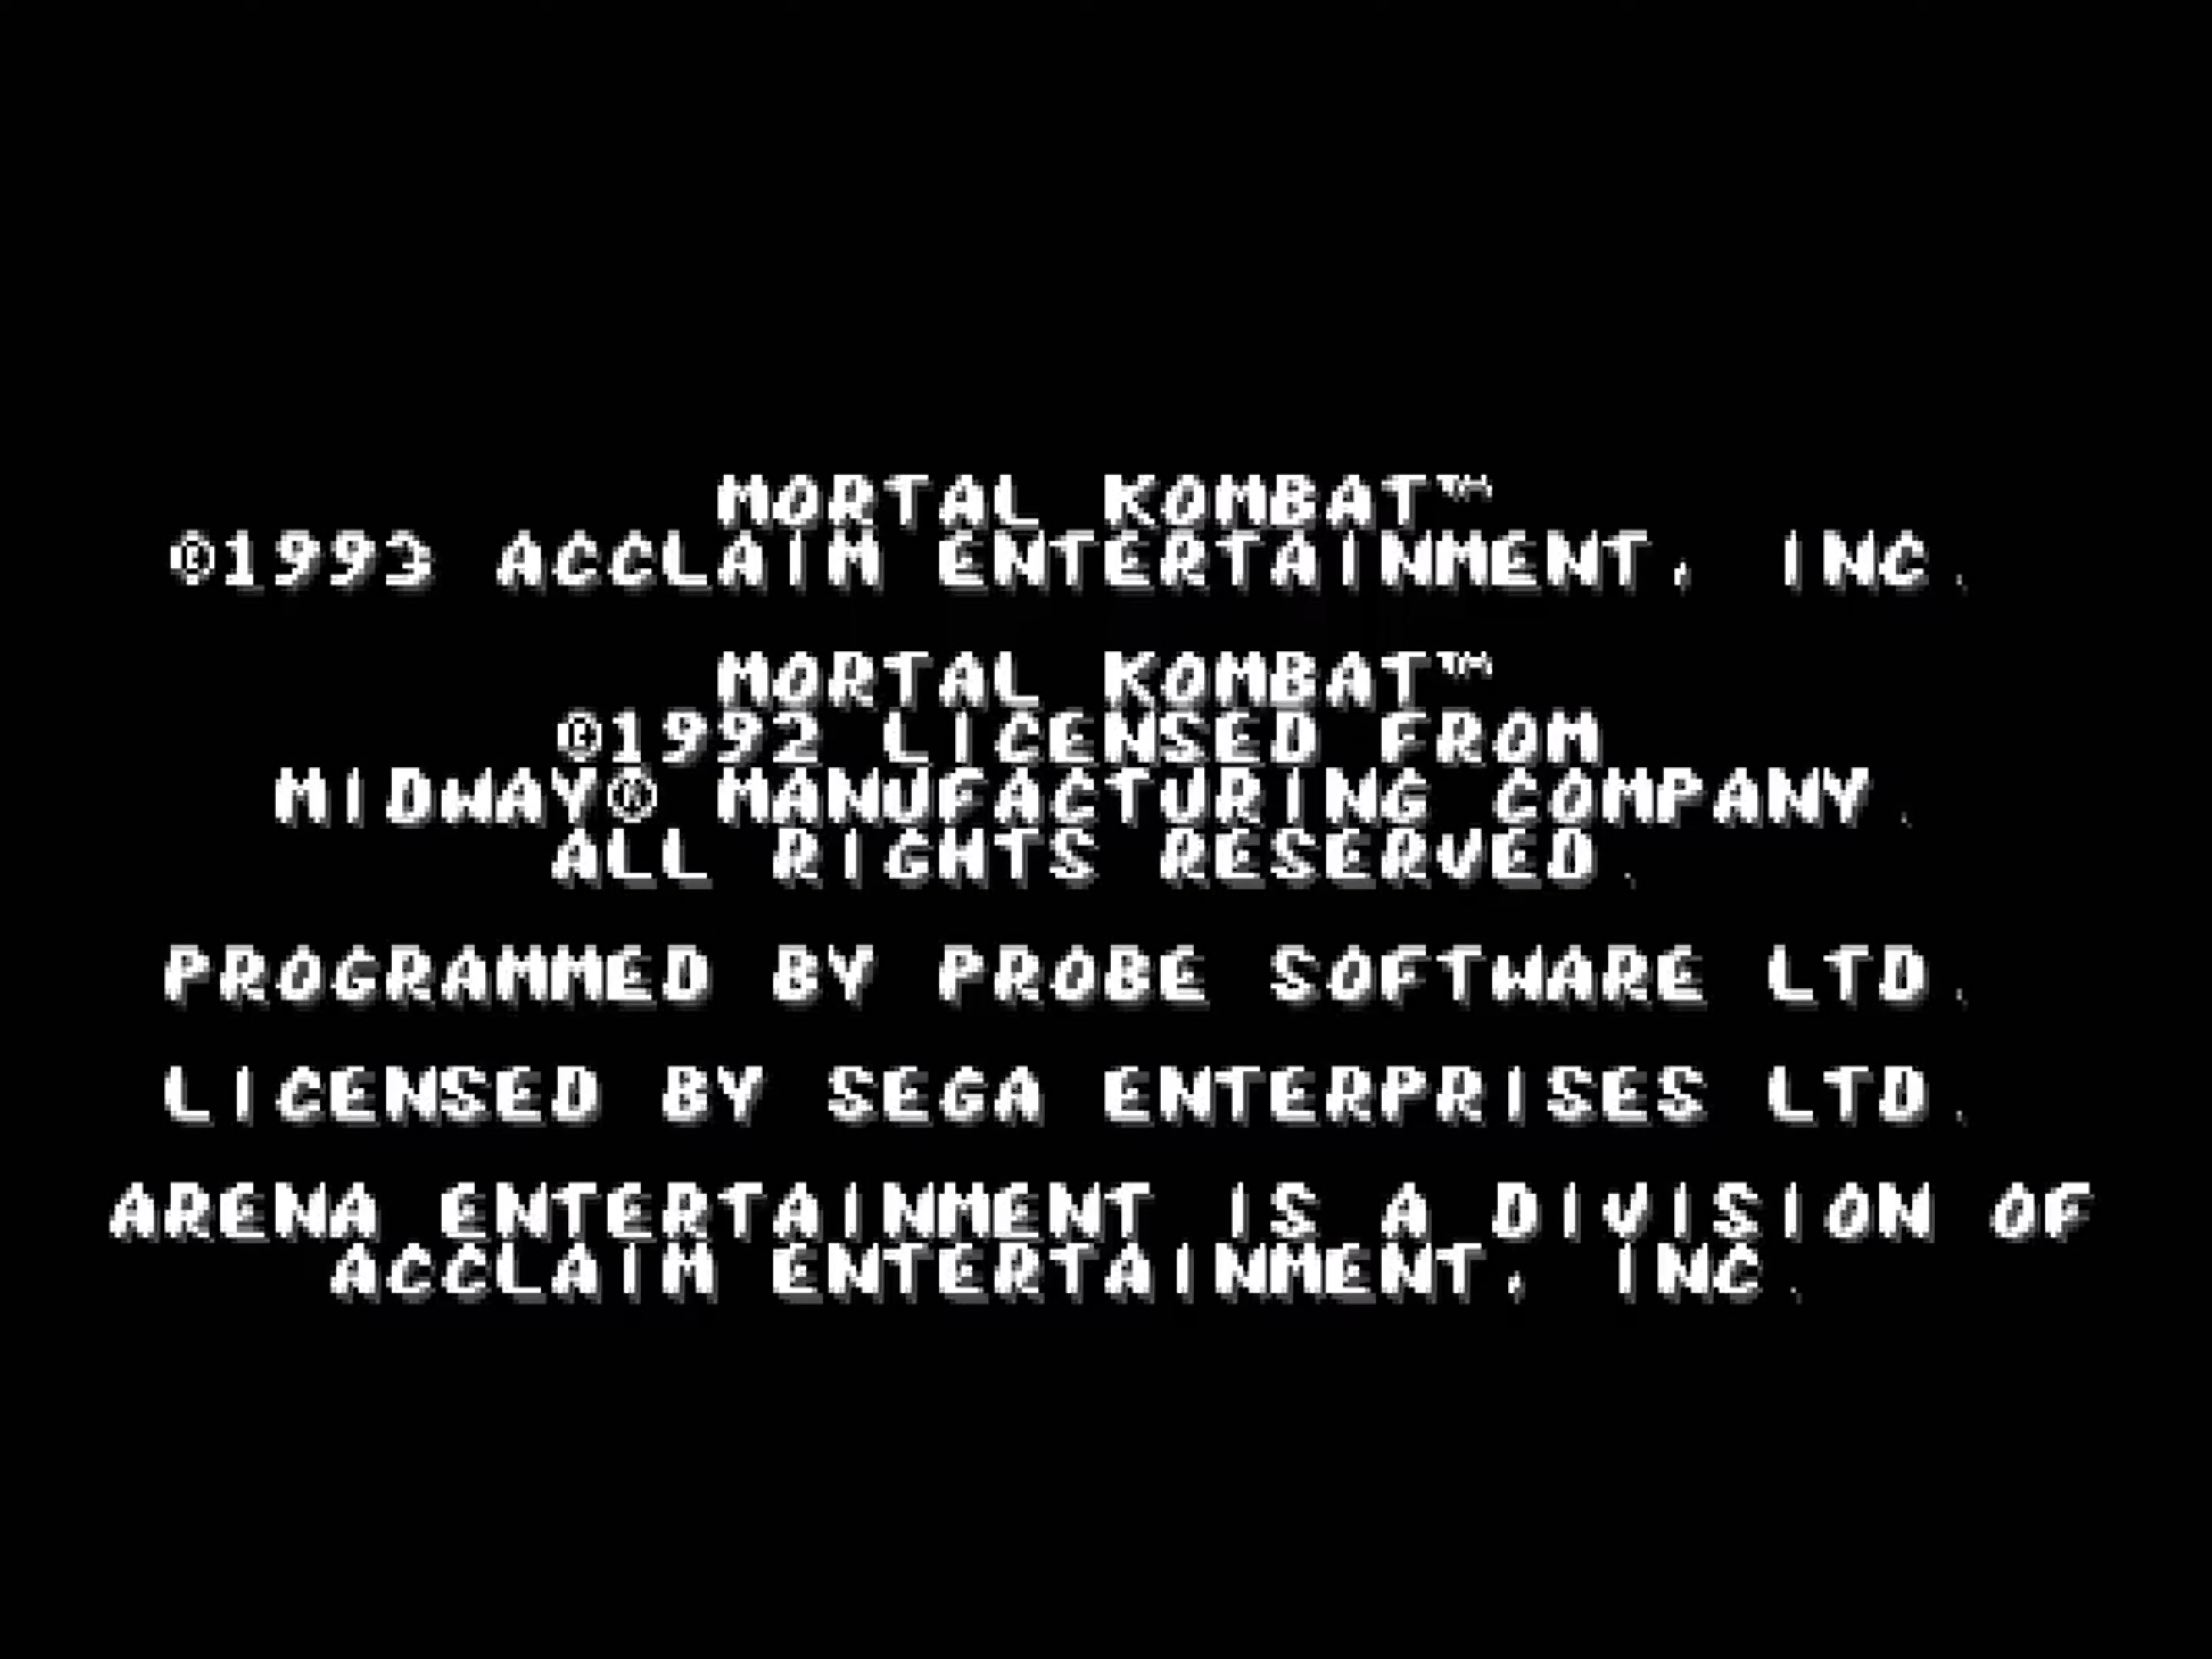 MORTAL KOMBAT™
©1993 ACCLAIM ENTERTAINMENT, INC.
MORTAL KOMBAT™
©1992 LICENSED FROM
MIDWAY® MANUFACTURING COMPANY.
ALL RIGHTS RESERVED.
PROGRAMMED BY PROBE SOFTWARE LTD.
LICENSED BY SEGA ENTERPRISES LTD.
ARENA ENTERTAINMENT IS A DIVISION OF
ACCLAIM ENTERTAINMENT, INC.